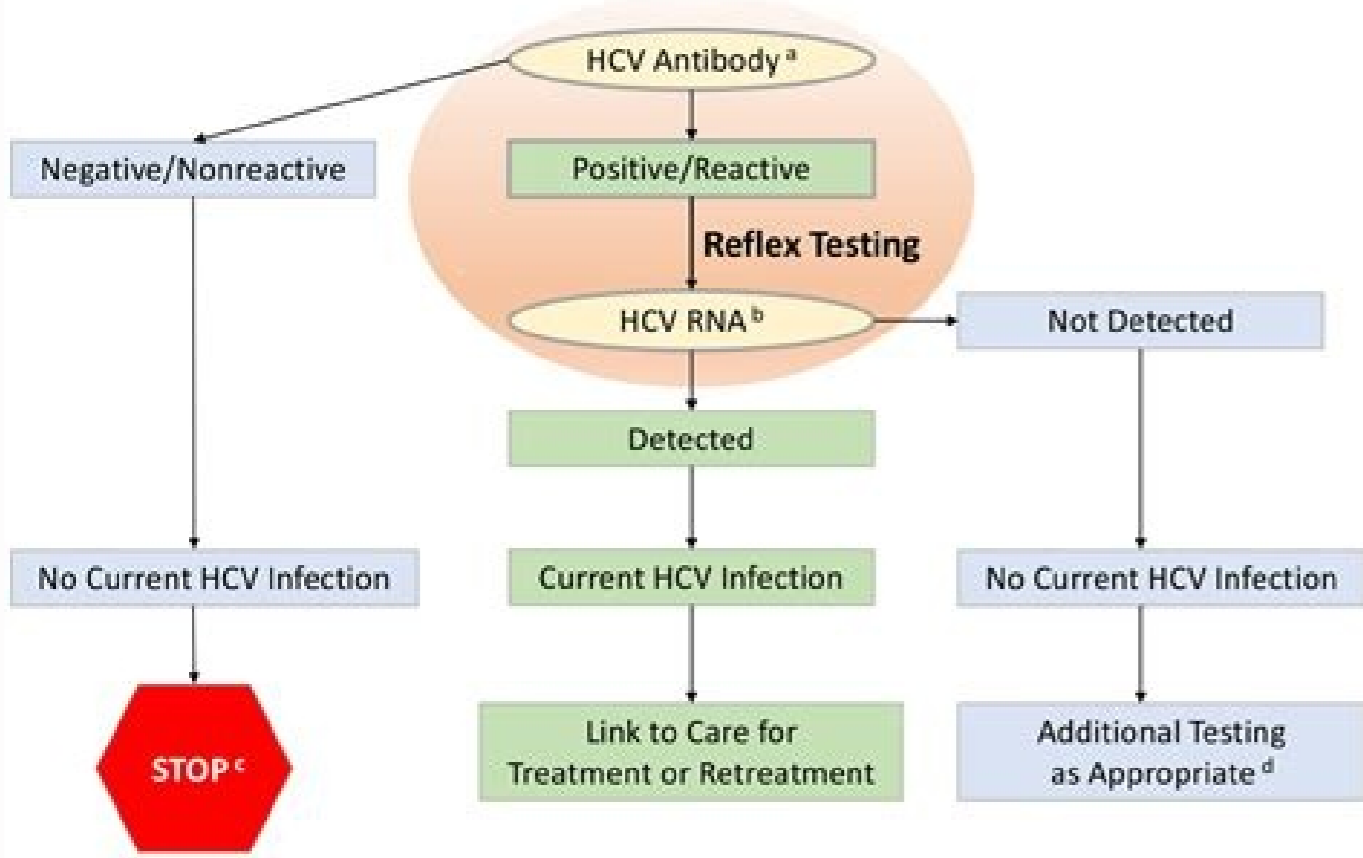 HCV Antibody a
Negative/Nonreactive
Positive/Reactive
Reflex Testing
HCV RNA b
Not Detected
Detected
No Current HCV Infection
Current HCV Infection
No Current HCV Infection
STOP c
Link to Care for
Treatment or Retreatment
Additional Testing
as Appropriate d